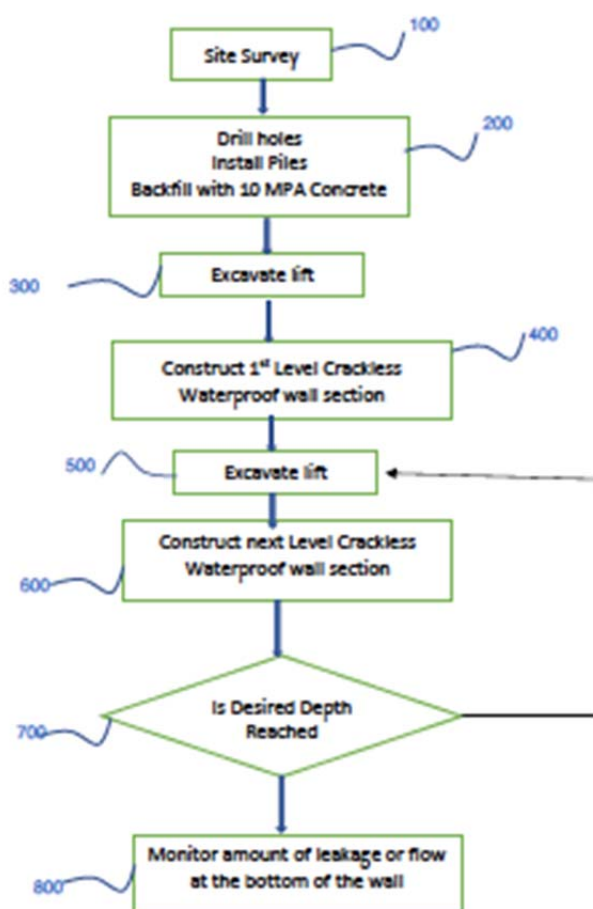 100
Site Survey
200
Drill holes
Install Piles
Backfill with 10 MPA Concrete
300
Excavate lift
400
Construct 1st Level Crackless
Waterproof wall section
500
Excavate lift
Construct next Level Crackless
Waterproof wall section
600
Is Desired Depth
Reached
700
Monitor amount of leakage or flow
at the bottom of the wall
800